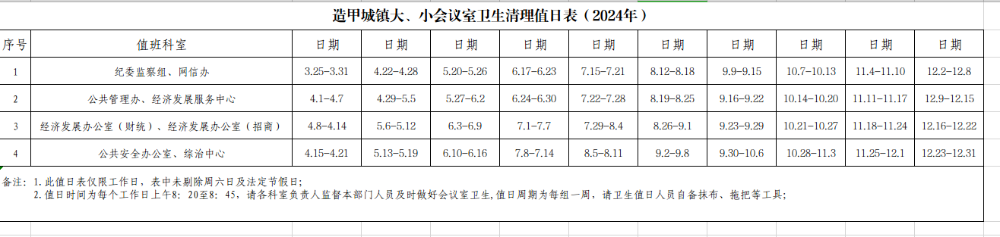 造甲城镇大、小会议室卫生清理值日表（2024年）
序号 值班科室 日期 日期 日期 日期 日期 日期 日期 日期 日期 日期
1 纪委监察组、网信办 3.25-3.31 4.22-4.28 5.20-5.26 6.17-6.23 7.15-7.21 8.12-8.18 9.9-9.15 10.7-10.13 11.4-11.10 12.2-12.8
2 公共管理办、经济发展服务中心 4.1-4.7 4.29-5.5 5.27-6.2 6.24-6.30 7.22-7.28 8.19-8.25 9.16-9.22 10.14-10.20 11.11-11.17 12.9-12.15
3 经济发展办公室（财统）、经济发展办公室（招商） 4.8-4.14 5.6-5.12 6.3-6.9 7.1-7.7 7.29-8.4 8.26-9.1 9.23-9.29 10.21-10.27 11.18-11.24 12.16-12.22
4 公共安全办公室、综治中心 4.15-4.21 5.13-5.19 6.10-6.16 7.8-7.14 8.5-8.11 9.2-9.8 9.30-10.6 10.28-11.3 11.25-12.1 12.23-12.31
备注：1.此值日表仅限工作日，表中未剔除周六日及法定节假日；
2.值日时间为每个工作日上午8：20至8：45，请各科室负责人监督本部门人员及时做好会议室卫生,值日周期为每组一周，请卫生值日人员自备抹布、拖把等工具；